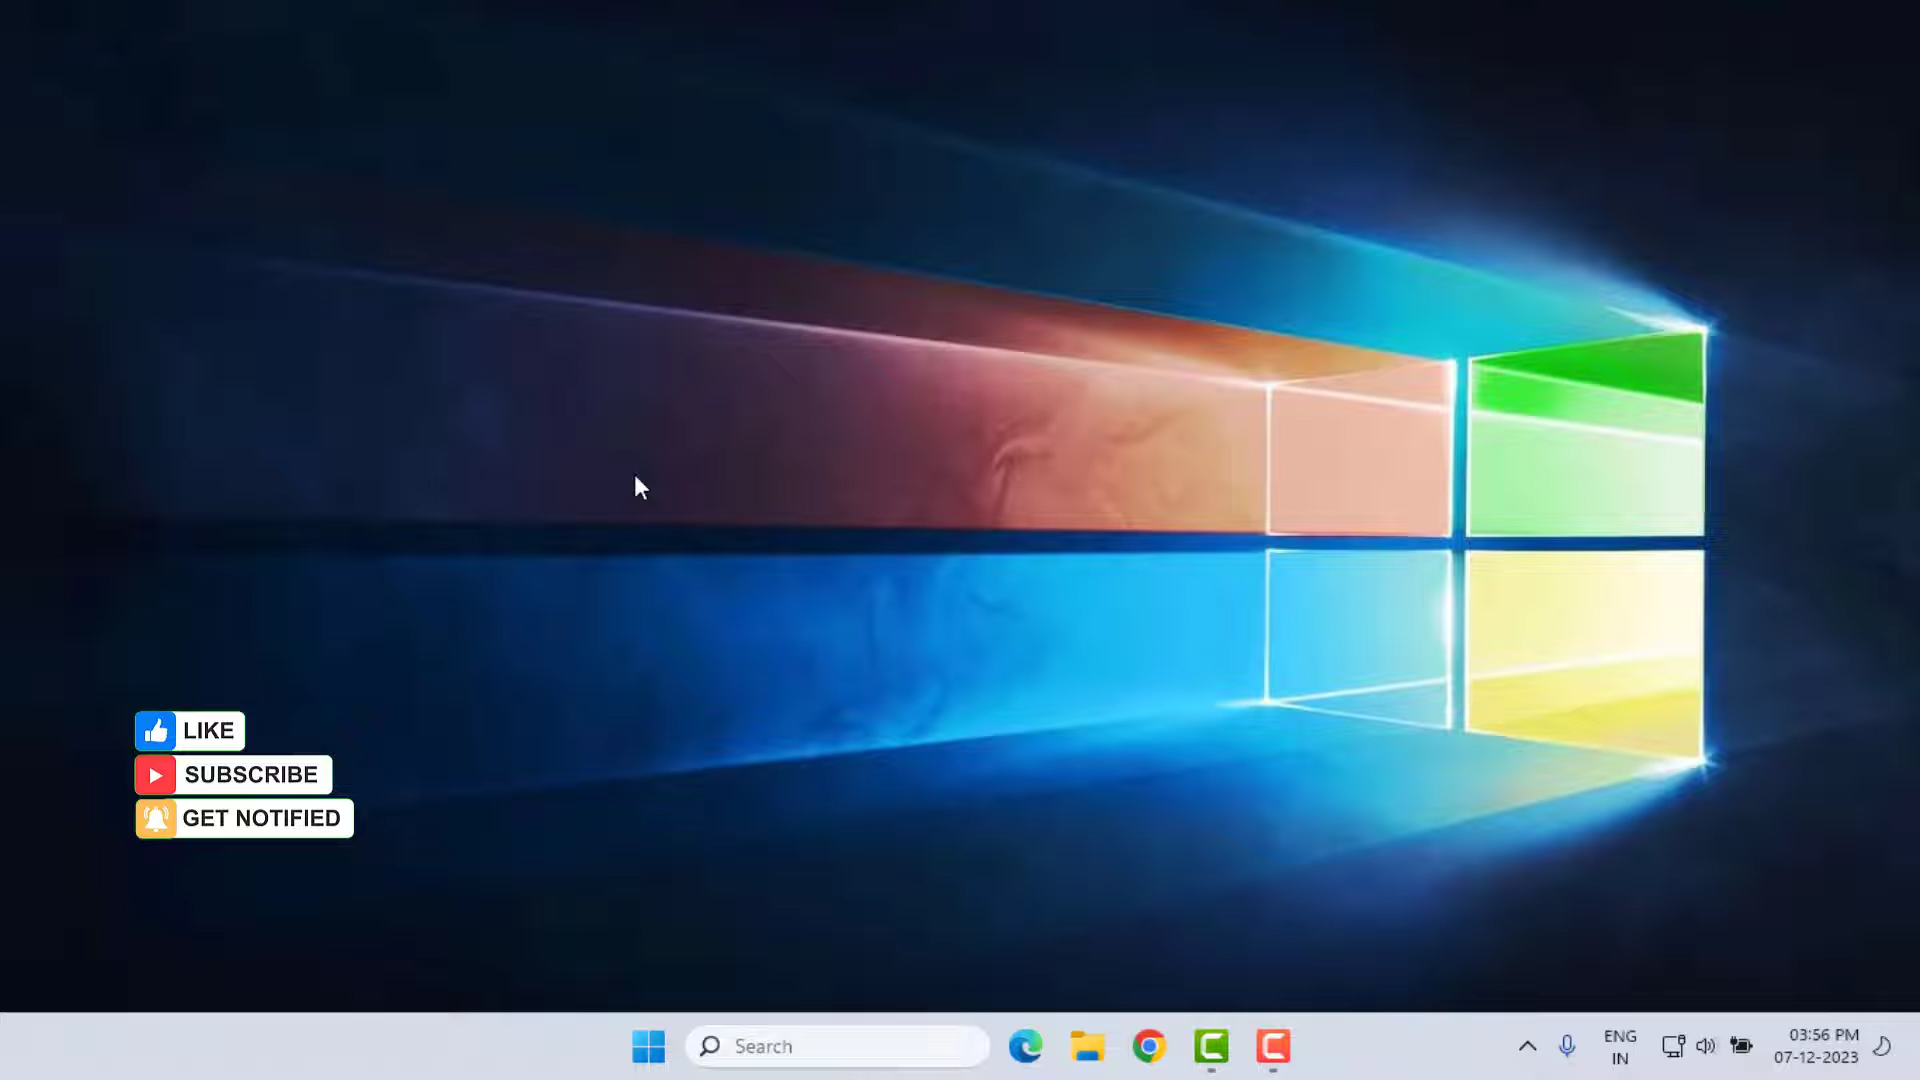 LIKE
SUBSCRIBE
GET NOTIFIED
Search
ENG
IN
03:56 PM
07-12-2023